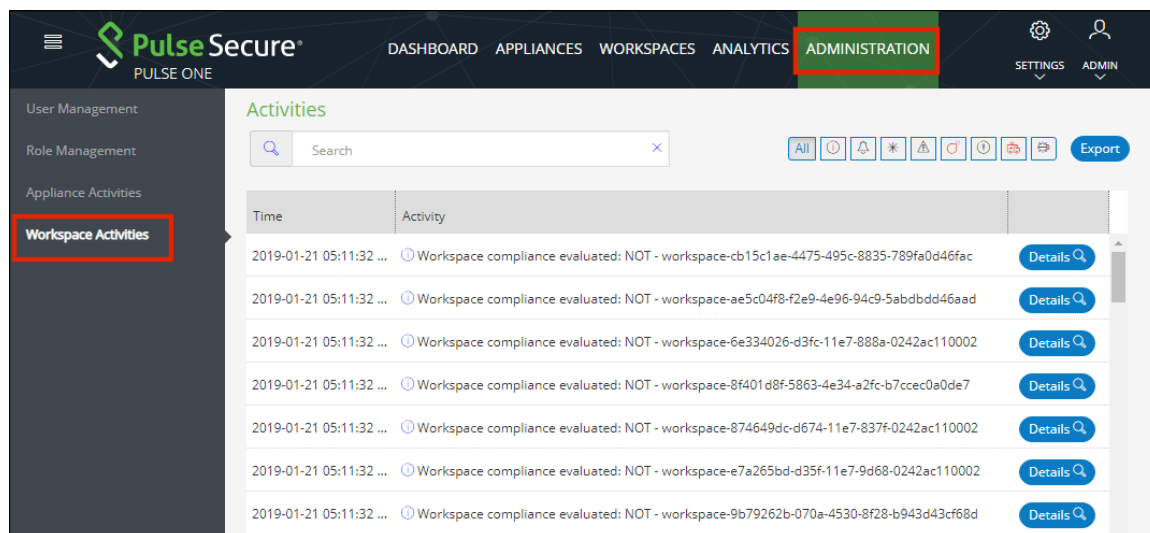 Pulse Secure
PULSE ONE
DASHBOARD APPLIANCES WORKSPACES ANALYTICS ADMINISTRATION
SETTINGS ADMIN
User Management
Role Management
Appliance Activities
Workspace Activities
Activities
Search
All
Export
Time Activity
2019-01-21 05:11:32 ... Workspace compliance evaluated: NOT - workspace-cb15c1ae-4475-495c-8835-789fa0d46fac Details
2019-01-21 05:11:32 ... Workspace compliance evaluated: NOT - workspace-ae5c04f8-f2e9-4e96-94c9-5abdbdd46aad Details
2019-01-21 05:11:32 ... Workspace compliance evaluated: NOT - workspace-6e334026-d3fc-11e7-888a-0242ac110002 Details
2019-01-21 05:11:32 ... Workspace compliance evaluated: NOT - workspace-8f401d8f-5863-4e34-a2fc-b7ccec0a0de7 Details
2019-01-21 05:11:32 ... Workspace compliance evaluated: NOT - workspace-874649dc-d674-11e7-837f-0242ac110002 Details
2019-01-21 05:11:32 ... Workspace compliance evaluated: NOT - workspace-e7a265bd-d35f-11e7-9d68-0242ac110002 Details
2019-01-21 05:11:32 ... Workspace compliance evaluated: NOT - workspace-9b79262b-070a-4530-8f28-b943d43cf68d Details